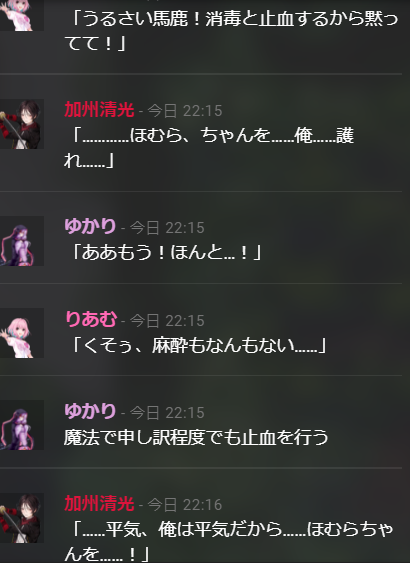 「うるさい馬鹿！消毒と止血するから黙っ
てて！」
加州清光 - 今日 22:15
「…………ほむら、ちゃんを……俺……護
れ……」
ゆかり - 今日 22:15
「ああもう！ほんと…！」
りあむ - 今日 22:15
「くそぅ、麻酔もなんもない……」
ゆかり - 今日 22:15
魔法で申し訳程度でも止血を行う
加州清光 - 今日 22:16
「……平気、俺は平気だから……ほむらちゃ
んを……！」